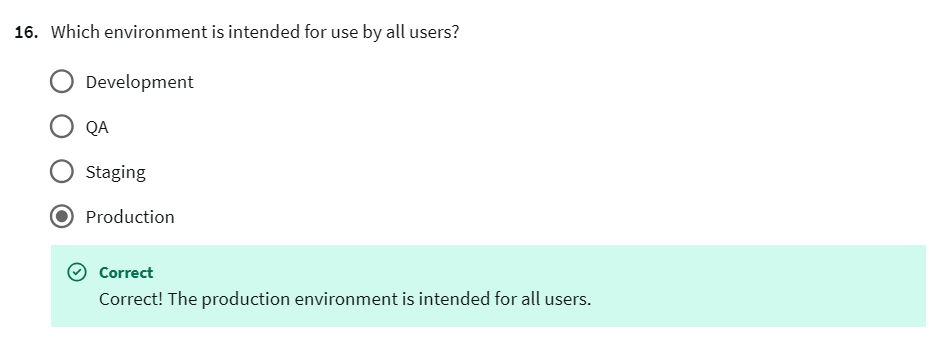 16. Which environment is intended for use by all users?
Development
QA
Staging
Production
Correct
Correct! The production environment is intended for all users.